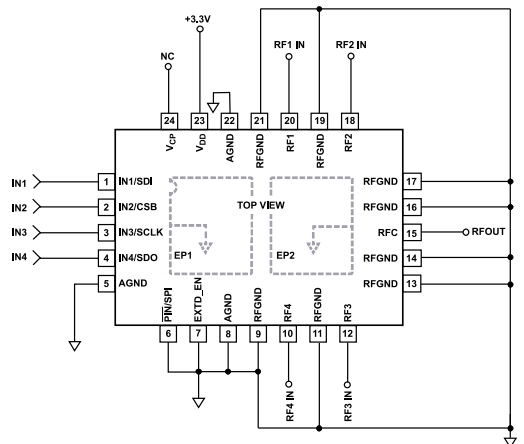 +3.3V
NC
RF1 IN
RF2 IN
24
23
22
21
20
19
18
VCP
VDD
AGND
RFGND
RF1
RFGND
RF2
IN1
1
IN1/SDI
IN2
2
IN2/CSB
IN3
3
IN3/SCLK
IN4
4
IN4/SDO
5
AGND
TOP VIEW
EP1
EP2
RFGND
17
RFGND
16
RFC
15
RFOUT
RFGND
14
RFGND
13
PIN/SPI
EXTD_EN
AGND
RFGND
RF4
RFGND
RF3
6
7
8
9
10
11
12
RF4 IN
RF3 IN